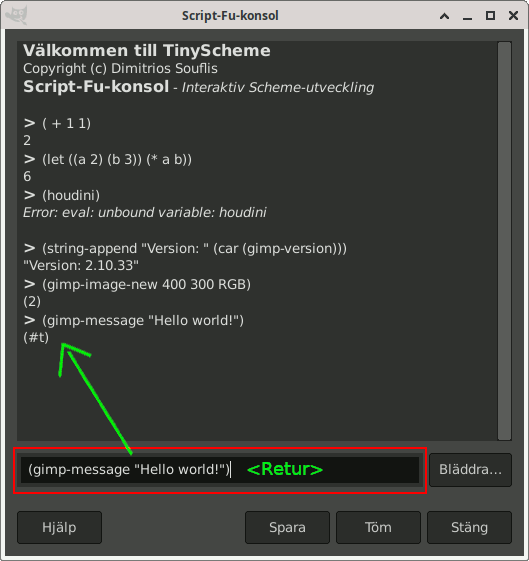 Script-Fu-konsol
Välkommen till TinyScheme
Copyright (c) Dimitrios Souflis
Script-Fu-konsol - Interaktiv Scheme-utveckling
> ( + 1 1)
2
> (let ((a 2) (b 3)) (* a b))
6
> (houdini)
Error: eval: unbound variable: houdini
> (string-append "Version: " (car (gimp-version)))
"Version: 2.10.33"
> (gimp-image-new 400 300 RGB)
(2)
> (gimp-message "Hello world!")
(#t)
(gimp-message "Hello world!") <Retur>
Bläddra...
Hjälp
Spara
Töm
Stäng